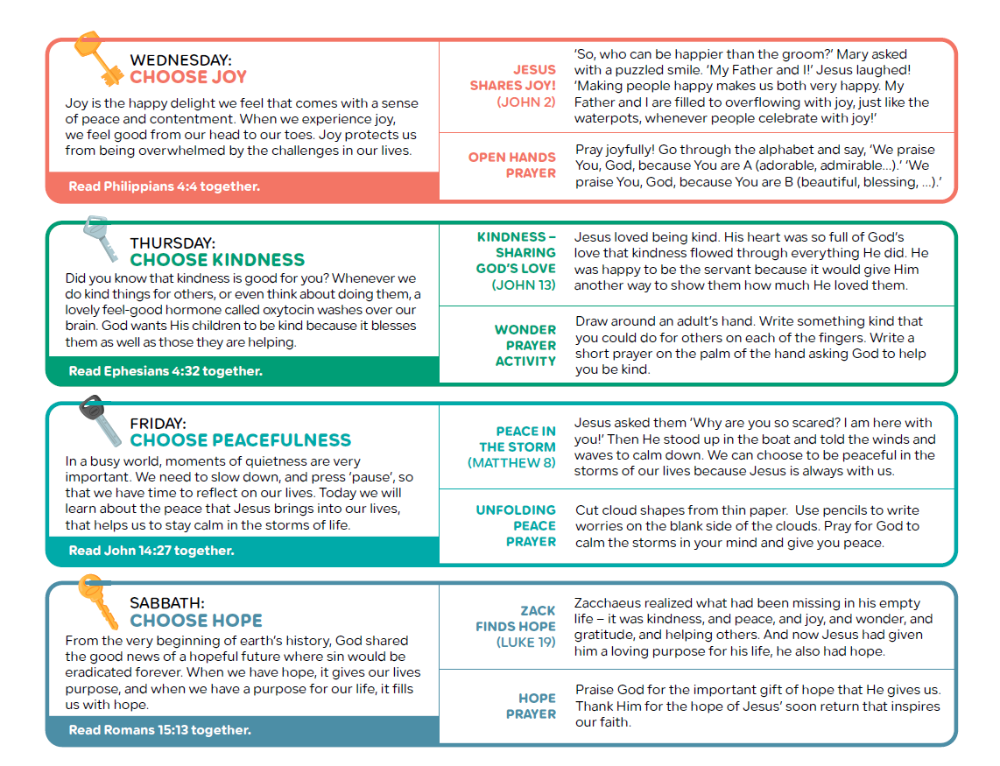 WEDNESDAY:
CHOOSE JOY
Joy is the happy delight we feel that comes with a sense
of peace and contentment. When we experience joy,
we feel good from our head to our toes. Joy protects us
from being overwhelmed by the challenges in our lives.
Read Philippians 4:4 together.
JESUS
SHARES JOY!
(JOHN 2)
‘So, who can be happier than the groom?’ Mary asked
with a puzzled smile. ‘My Father and I!’ Jesus laughed!
‘Making people happy makes us both very happy. My
Father and I are filled to overflowing with joy, just like the
waterpots, whenever people celebrate with joy!’
OPEN HANDS
PRAYER
Pray joyfully! Go through the alphabet and say, ‘We praise
You, God, because You are A (adorable, admirable...).’ ‘We
praise You, God, because You are B (beautiful, blessing, ...).’
THURSDAY:
CHOOSE KINDNESS
Did you know that kindness is good for you? Whenever we
do kind things for others, or even think about doing them, a
lovely feel-good hormone called oxytocin washes over our
brain. God wants His children to be kind because it blesses
them as well as those they are helping.
Read Ephesians 4:32 together.
KINDNESS –
SHARING
GOD’S LOVE
(JOHN 13)
Jesus loved being kind. His heart was so full of God’s
love that kindness flowed through everything He did. He
was happy to be the servant because it would give Him
another way to show them how much He loved them.
WONDER
PRAYER
ACTIVITY
Draw around an adult’s hand. Write something kind that
you could do for others on each of the fingers. Write a
short prayer on the palm of the hand asking God to help
you be kind.
FRIDAY:
CHOOSE PEACEFULNESS
In a busy world, moments of quietness are very
important. We need to slow down, and press ‘pause’, so
that we have time to reflect on our lives. Today we will
learn about the peace that Jesus brings into our lives,
that helps us to stay calm in the storms of life.
Read John 14:27 together.
PEACE IN
THE STORM
(MATTHEW 8)
Jesus asked them ‘Why are you so scared? I am here with
you!’ Then He stood up in the boat and told the winds and
waves to calm down. We can choose to be peaceful in the
storms of our lives because Jesus is always with us.
UNFOLDING
PEACE
PRAYER
Cut cloud shapes from thin paper.  Use pencils to write
worries on the blank side of the clouds. Pray for God to
calm the storms in your mind and give you peace.
SABBATH:
CHOOSE HOPE
From the very beginning of earth’s history, God shared
the good news of a hopeful future where sin would be
eradicated forever. When we have hope, it gives our lives
purpose, and when we have a purpose for our life, it fills
us with hope.
Read Romans 15:13 together.
ZACK
FINDS HOPE
(LUKE 19)
Zacchaeus realized what had been missing in his empty
life – it was kindness, and peace, and joy, and wonder, and
gratitude, and helping others. And now Jesus had given
him a loving purpose for his life, he also had hope.
HOPE
PRAYER
Praise God for the important gift of hope that He gives us.
Thank Him for the hope of Jesus’ soon return that inspires
our faith.